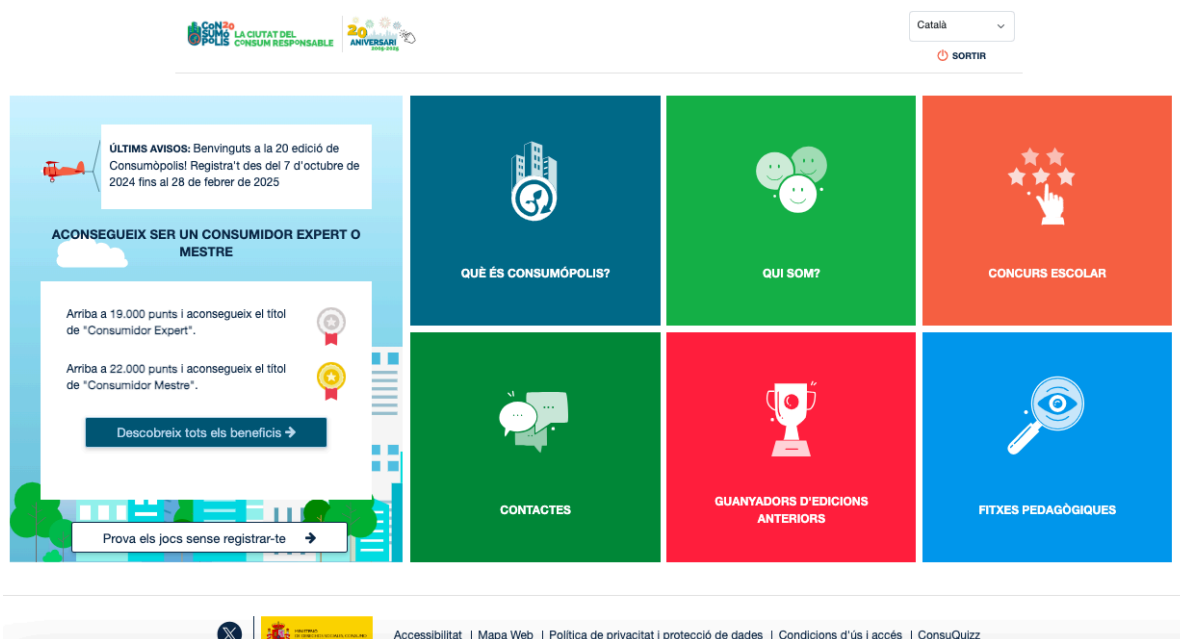 CONSUMÓPOLIS 20
LA CIUTAT DEL
CONSUM RESPONSABLE
20
ANIVERSARI
2005-2025
Català
SORTIR
ÚLTIMS AVISOS: Benvinguts a la 20 edició de
Consumòpolis! Registra't des del 7 d'octubre de
2024 fins al 28 de febrer de 2025
ACONSEGUEIX SER UN CONSUMIDOR EXPERT O
MESTRE
Arriba a 19.000 punts i aconsegueix el títol
de "Consumidor Expert".
Arriba a 22.000 punts i aconsegueix el títol
de "Consumidor Mestre".
Descobreix tots els beneficis
Prova els jocs sense registrar-te
QUÈ ÉS CONSUMÓPOLIS?
QUI SOM?
CONCURS ESCOLAR
CONTACTES
GUANYADORS D'EDICIONS
ANTERIORS
FITXES PEDAGÒGIQUES
Accessibilitat | Mapa Web | Política de privacitat i protecció de dades | Condicions d'ús i accés | ConsuQuizz